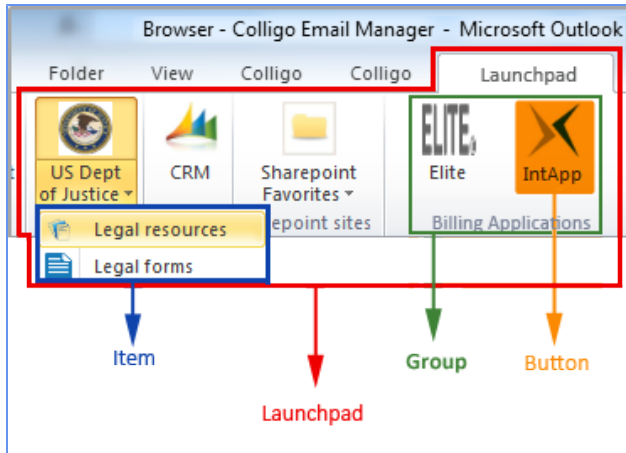 Browser - Colligo Email Manager - Microsoft Outlook
Folder View Colligo Colligo Launchpad
ELITE
US Dept of Justice
CRM
Sharepoint Favorites
Elite
IntApp
epoint sites
Billing Applications
Legal resources
Legal forms
Item
Group
Button
Launchpad